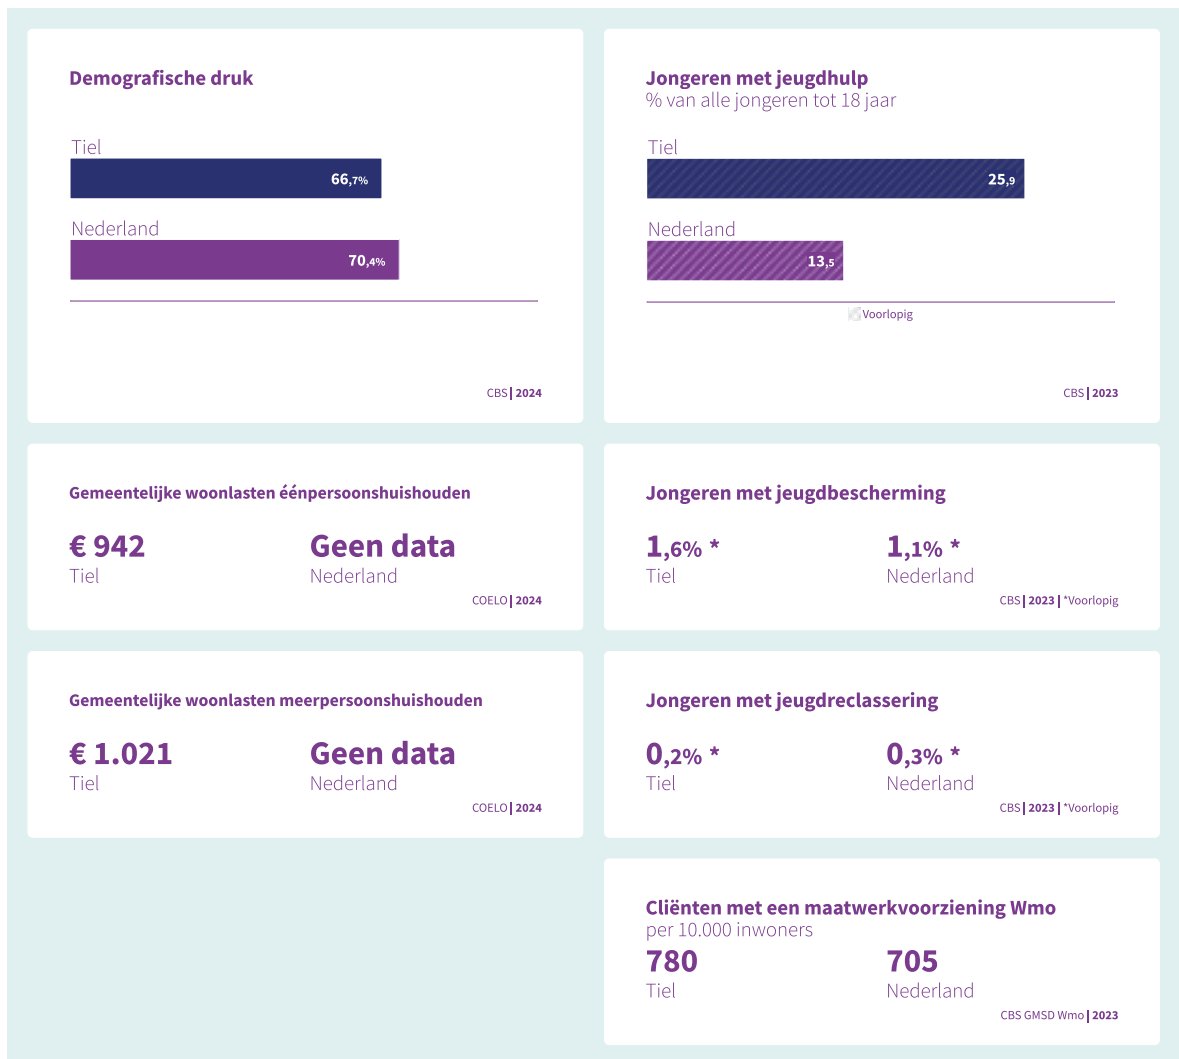 Demografische druk
Tiel
66,7%
Nederland
70,4%
CBS | 2024
Jongeren met jeugdhulp
% van alle jongeren tot 18 jaar
Tiel
25,9
Nederland
13,5
Voorlopig
CBS | 2023
Gemeentelijke woonlasten éénpersoonshuishouden
€ 942 Geen data
Tiel Nederland
COELO | 2024
Jongeren met jeugdbescherming
1,6% * 1,1% *
Tiel Nederland
CBS | 2023 | *Voorlopig
Gemeentelijke woonlasten meerpersoonshuishouden
€ 1.021 Geen data
Tiel Nederland
COELO | 2024
Jongeren met jeugdreclassering
0,2% * 0,3% *
Tiel Nederland
CBS | 2023 | *Voorlopig
Cliënten met een maatwerkvoorziening Wmo
per 10.000 inwoners
780 705
Tiel Nederland
CBS GMSD Wmo | 2023